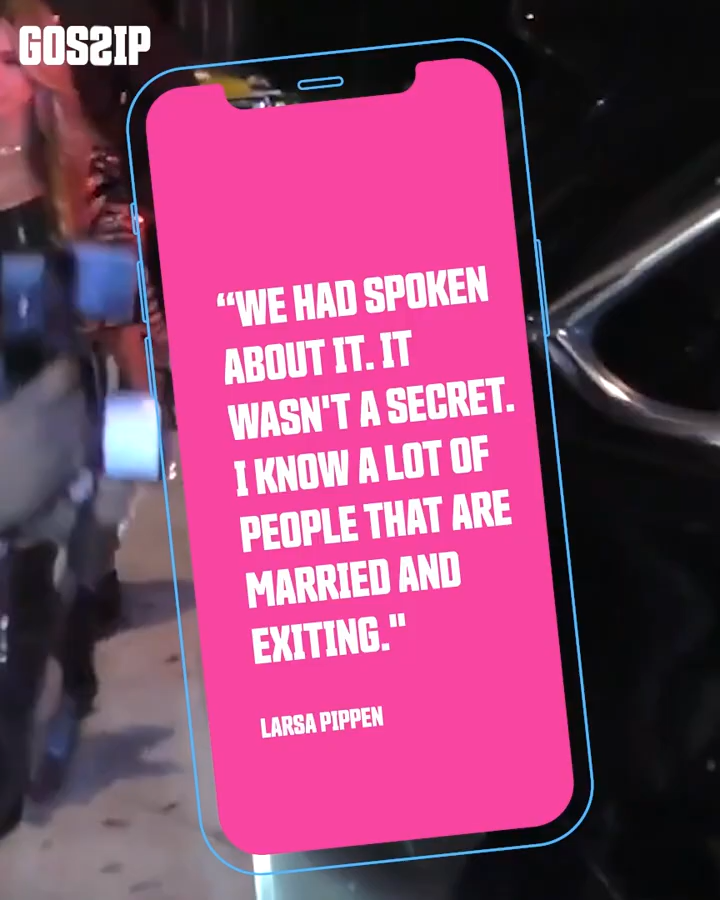 GOSSIP
“WE HAD SPOKEN
ABOUT IT. IT
WASN'T A SECRET.
I KNOW A LOT OF
PEOPLE THAT ARE
MARRIED AND
EXITING."
LARSA PIPPEN